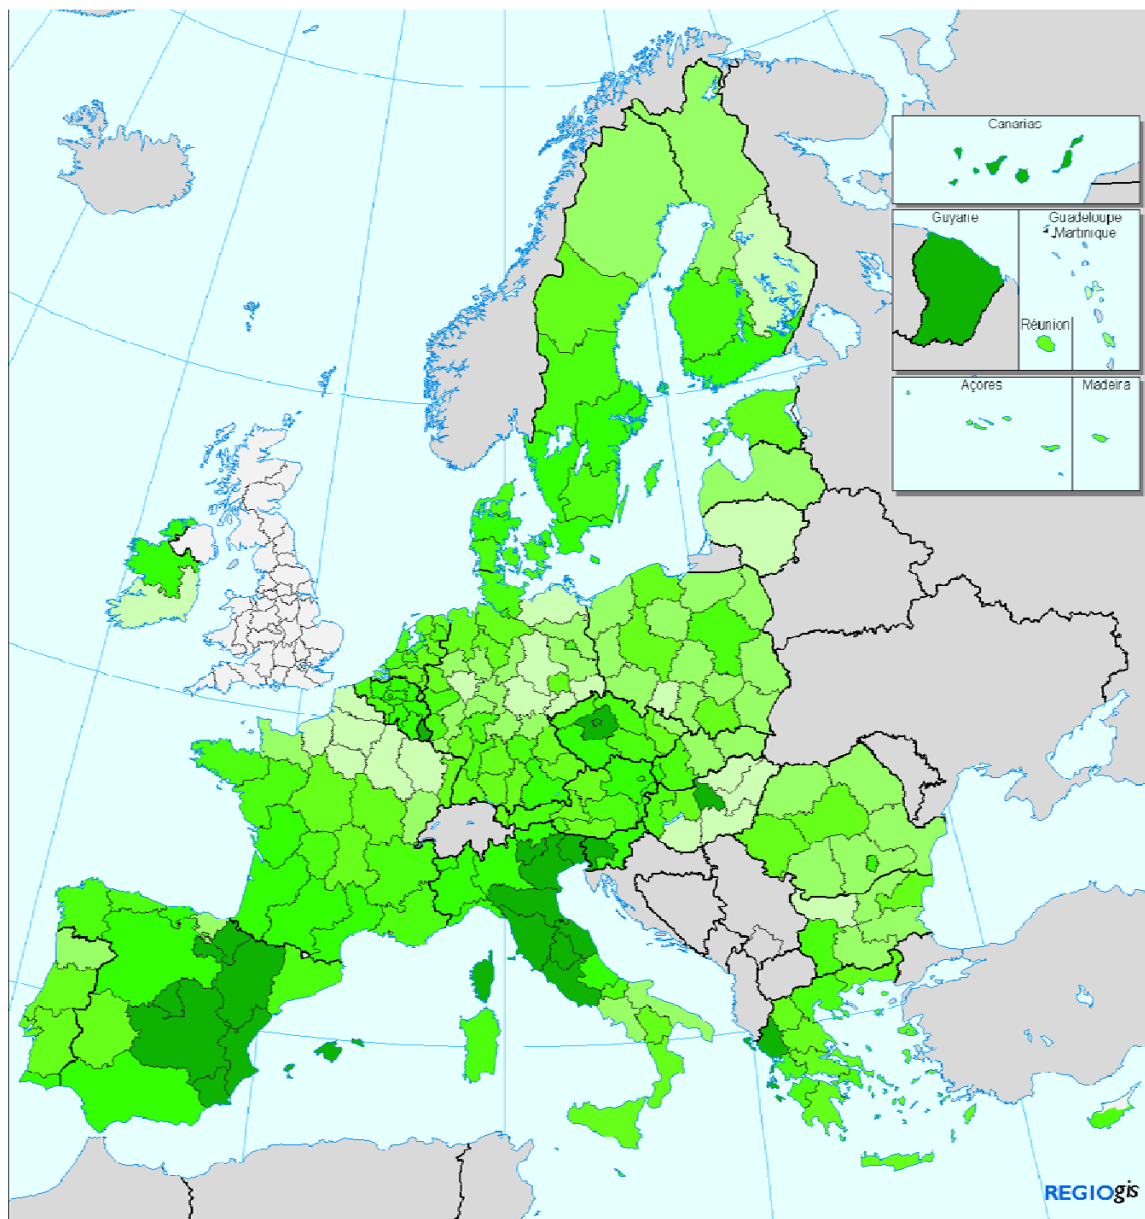 Canarias
Guyane
Guadeloupe
Martinique
Réunion
Açores
Madeira
REGIOgis